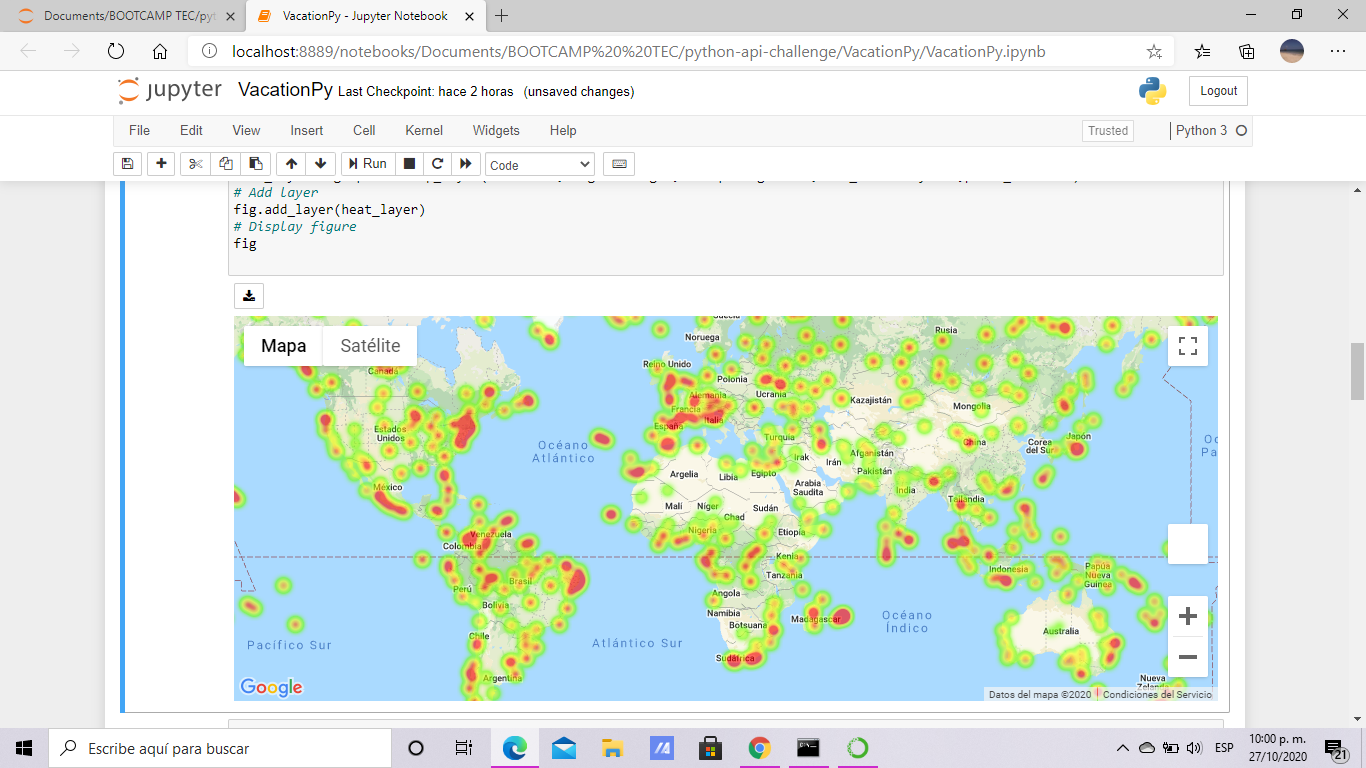 Documents/BOOTCAMP TEC/pyt
VacationPy - Jupyter Notebook
localhost:8889/notebooks/Documents/BOOTCAMP%20%20TEC/python-api-challenge/VacationPy/VacationPy.ipynb
jupyter VacationPy Last Checkpoint: hace 2 horas (unsaved changes)
Logout
File Edit View Insert Cell Kernel Widgets Help
Trusted
Python 3
Run
Code
# Add layer
fig.add_layer(heat_layer)
# Display figure
fig
Mapa Satélite
Suecia
Rusia
Noruega
Reino Unido
Canadá
Polonia
Alemania
Ucrania
Kazajistán
Mongolia
Francia
Italia
España
Estados
Unidos
Océano
Atlántico
Turquía
China
Corea
del Sur
Japón
Irak
Irán
Afganistán
Pakistán
Argelia
Libia
Egipto
Arabia
Saudita
México
India
Tailandia
Malí
Níger
Chad
Sudán
Nigeria
Etiopía
Venezuela
Colombia
Kenia
Indonesia
Papúa
Nueva
Guinea
Tanzania
Perú
Brasil
Angola
Bolivia
Namibia
Botsuana
Madagascar
Océano
Índico
Australia
Chile
Pacífico Sur
Atlántico Sur
Sudáfrica
Argentina
Nueva
Zelanda
Google
Datos del mapa ©2020
Condiciones del Servicio
Escribe aquí para buscar
ESP
10:00 p. m.
27/10/2020
21